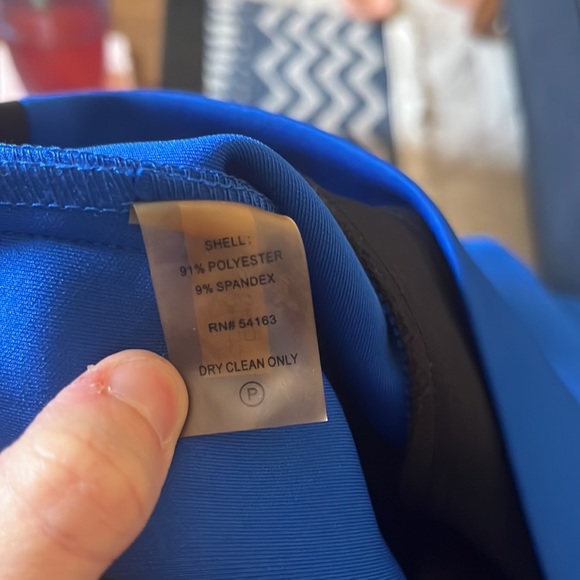 SHELL:
91% POLYESTER
9% SPANDEX
RN# 54163
DRY CLEAN ONLY
P